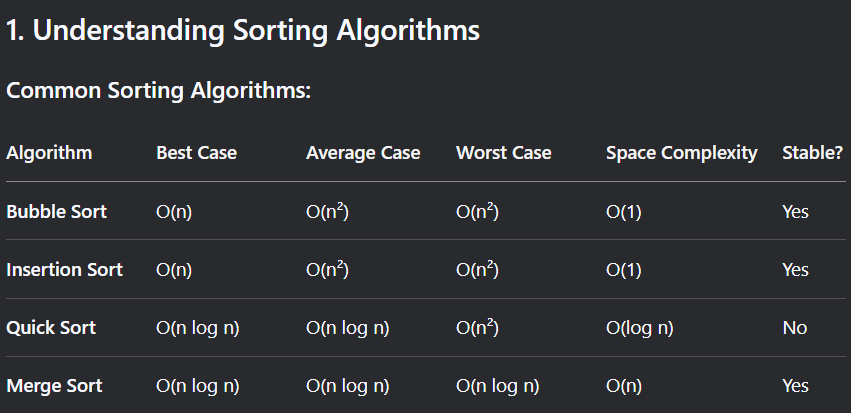 1. Understanding Sorting Algorithms
Common Sorting Algorithms:
Algorithm Best Case Average Case Worst Case Space Complexity Stable?
Bubble Sort O(n) O(n²) O(n²) O(1) Yes
Insertion Sort O(n) O(n²) O(n²) O(1) Yes
Quick Sort O(n log n) O(n log n) O(n²) O(log n) No
Merge Sort O(n log n) O(n log n) O(n log n) O(n) Yes